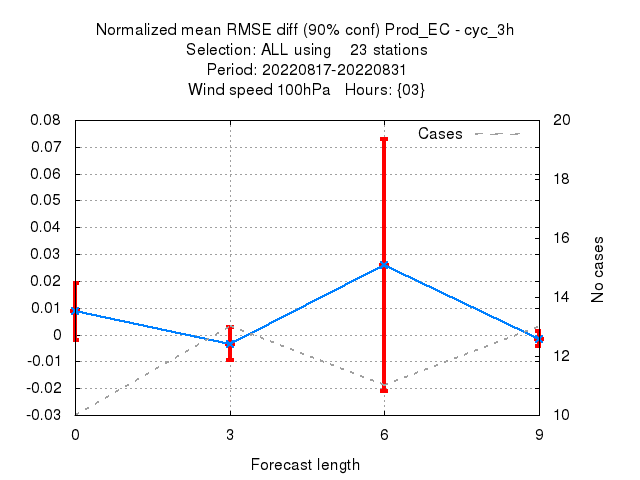 Normalized mean RMSE diff (90% conf) Prod_EC - cyc_3h
Selection: ALL using    23 stations
Period: 20220817-20220831
Wind speed 100hPa   Hours: {03}
Cases
0.08
0.07
0.06
0.05
0.04
0.03
0.02
0.01
0
-0.01
-0.02
-0.03
20
18
16
14
12
10
No cases
0 3 6 9
Forecast length